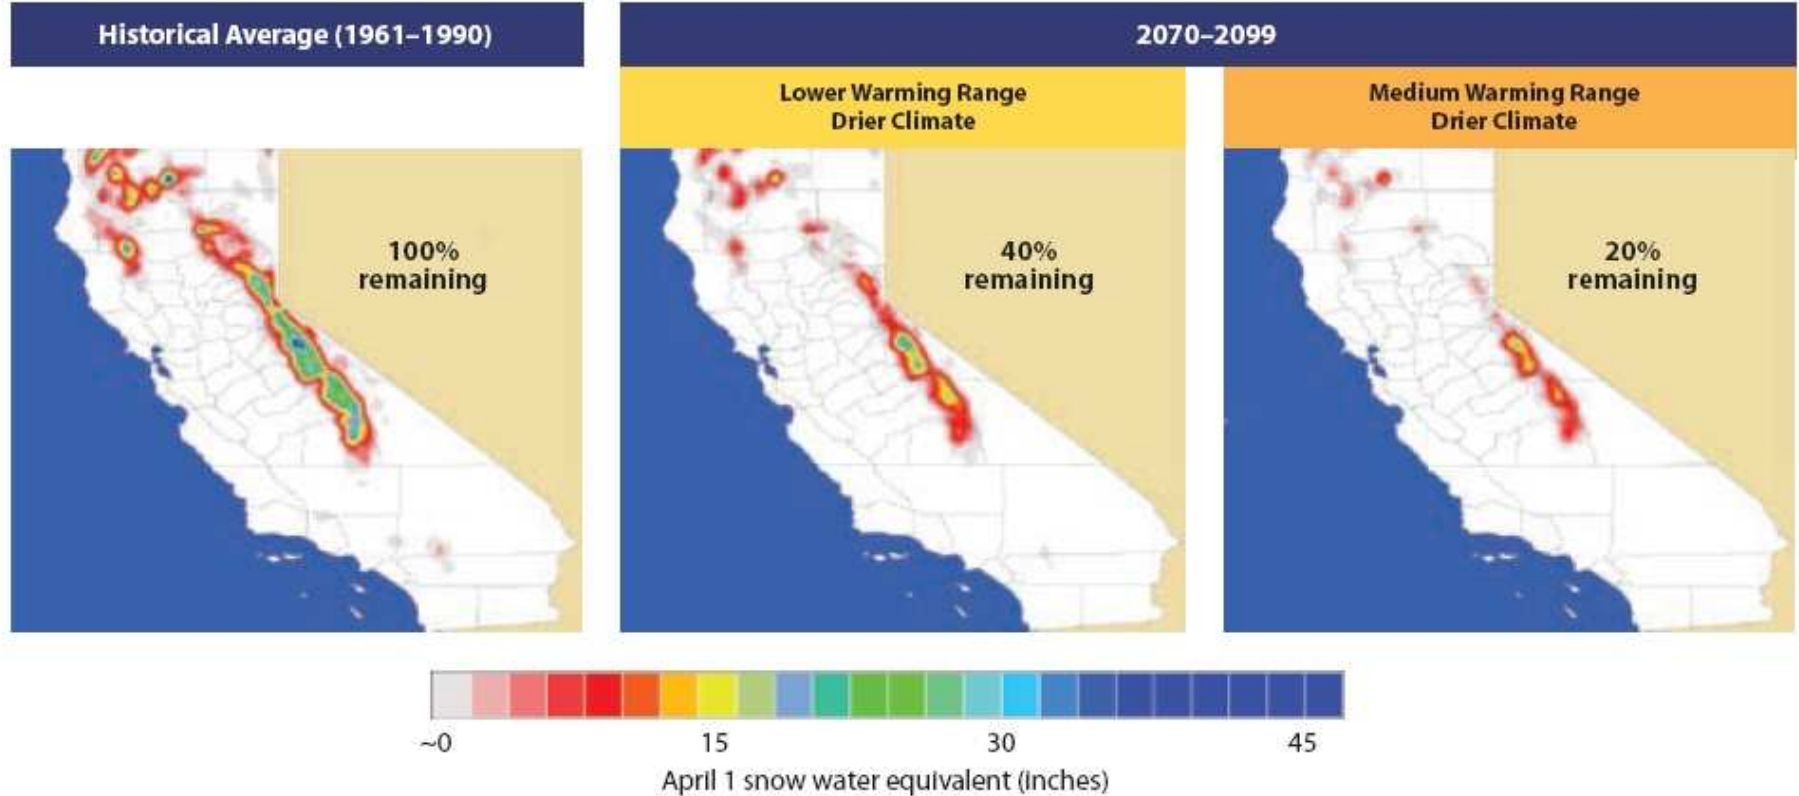 Historical Average (1961–1990)
2070–2099
Lower Warming Range
Drier Climate
Medium Warming Range
Drier Climate
100%
remaining
40%
remaining
20%
remaining
~0
15
30
45
April 1 snow water equivalent (inches)